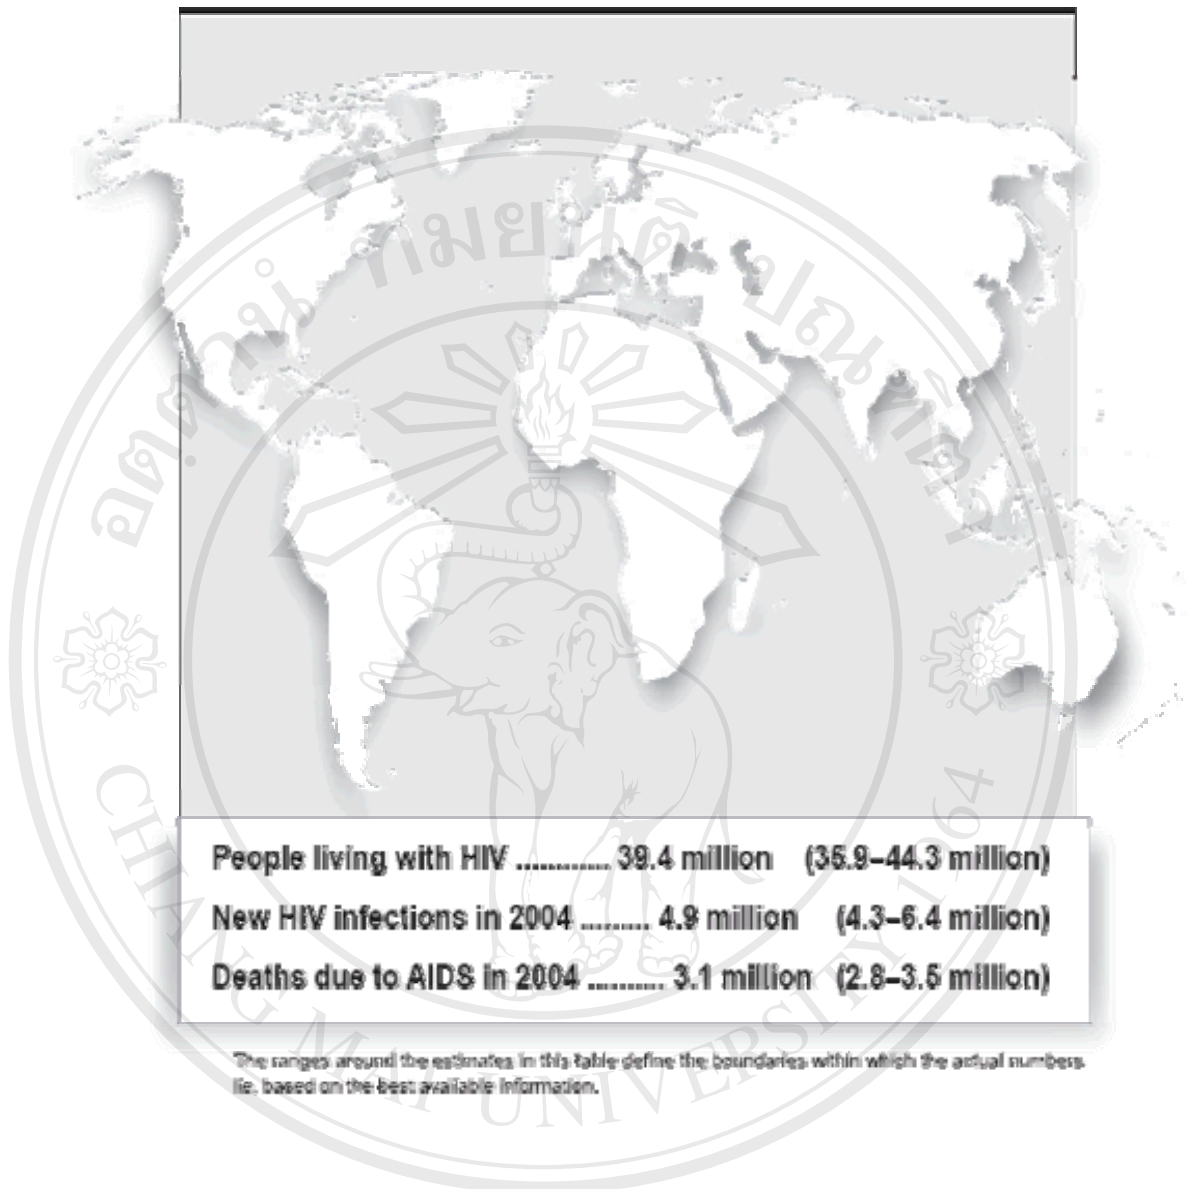 People living with HIV ............. 39.4 million (35.9–44.3 million)
New HIV infections in 2004 ......... 4.9 million (4.3–6.4 million)
Deaths due to AIDS in 2004 .......... 3.1 million (2.8–3.5 million)
The ranges around the estimates in this table define the boundaries within which the actual numbers
lie, based on the best available information.
CHIANG MAI UNIVERSITY 1964